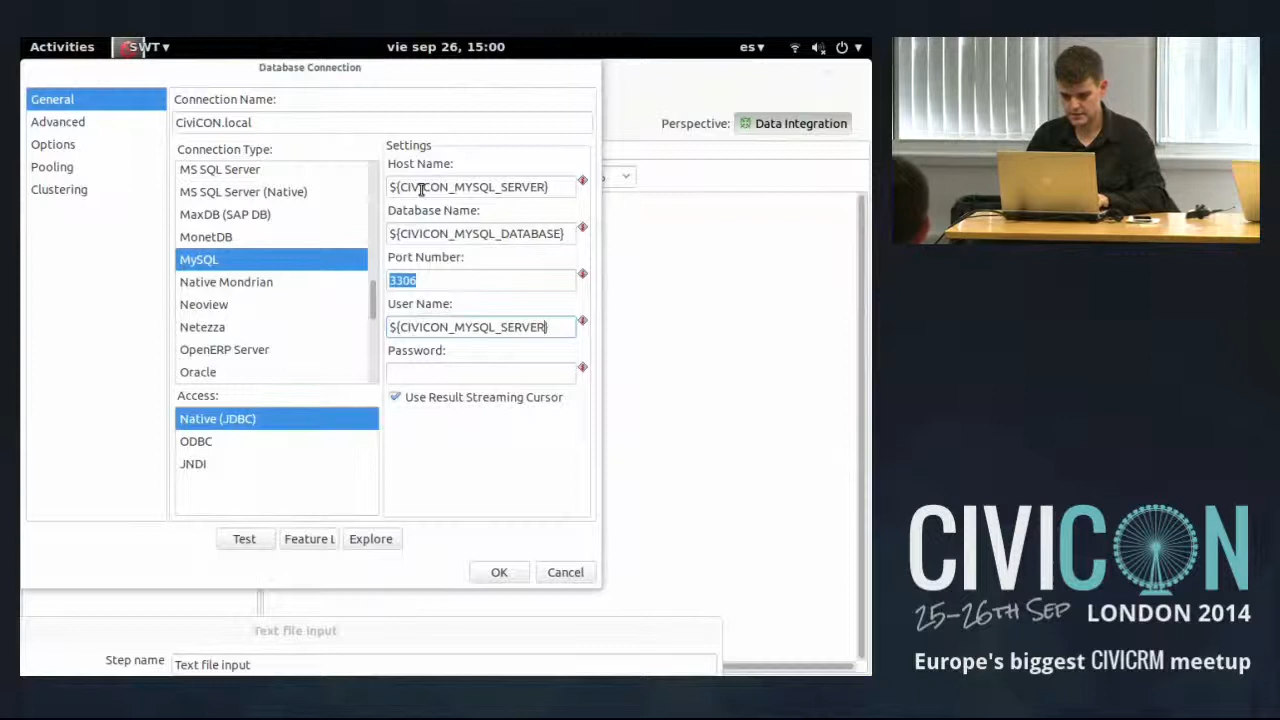 Activities
SWT ▾
vie sep 26, 15:00
es ▾
Database Connection
General
Advanced
Options
Pooling
Clustering
Connection Name:
CiviCON.local
Connection Type:
MS SQL Server
MS SQL Server (Native)
MaxDB (SAP DB)
MonetDB
MySQL
Native Mondrian
Neoview
Netezza
OpenERP Server
Oracle
Access:
Native (JDBC)
ODBC
JNDI
Settings
Host Name:
${CIVICON_MYSQL_SERVER}
Database Name:
${CIVICON_MYSQL_DATABASE}
Port Number:
3306
User Name:
${CIVICON_MYSQL_SERVER}
Password:
Use Result Streaming Cursor
Test
Feature L
Explore
OK
Cancel
Perspective:
Data Integration
Text file input
Step name
Text file input
CIVICON
25-26TH SEP LONDON 2014
Europe's biggest CIVICRM meetup